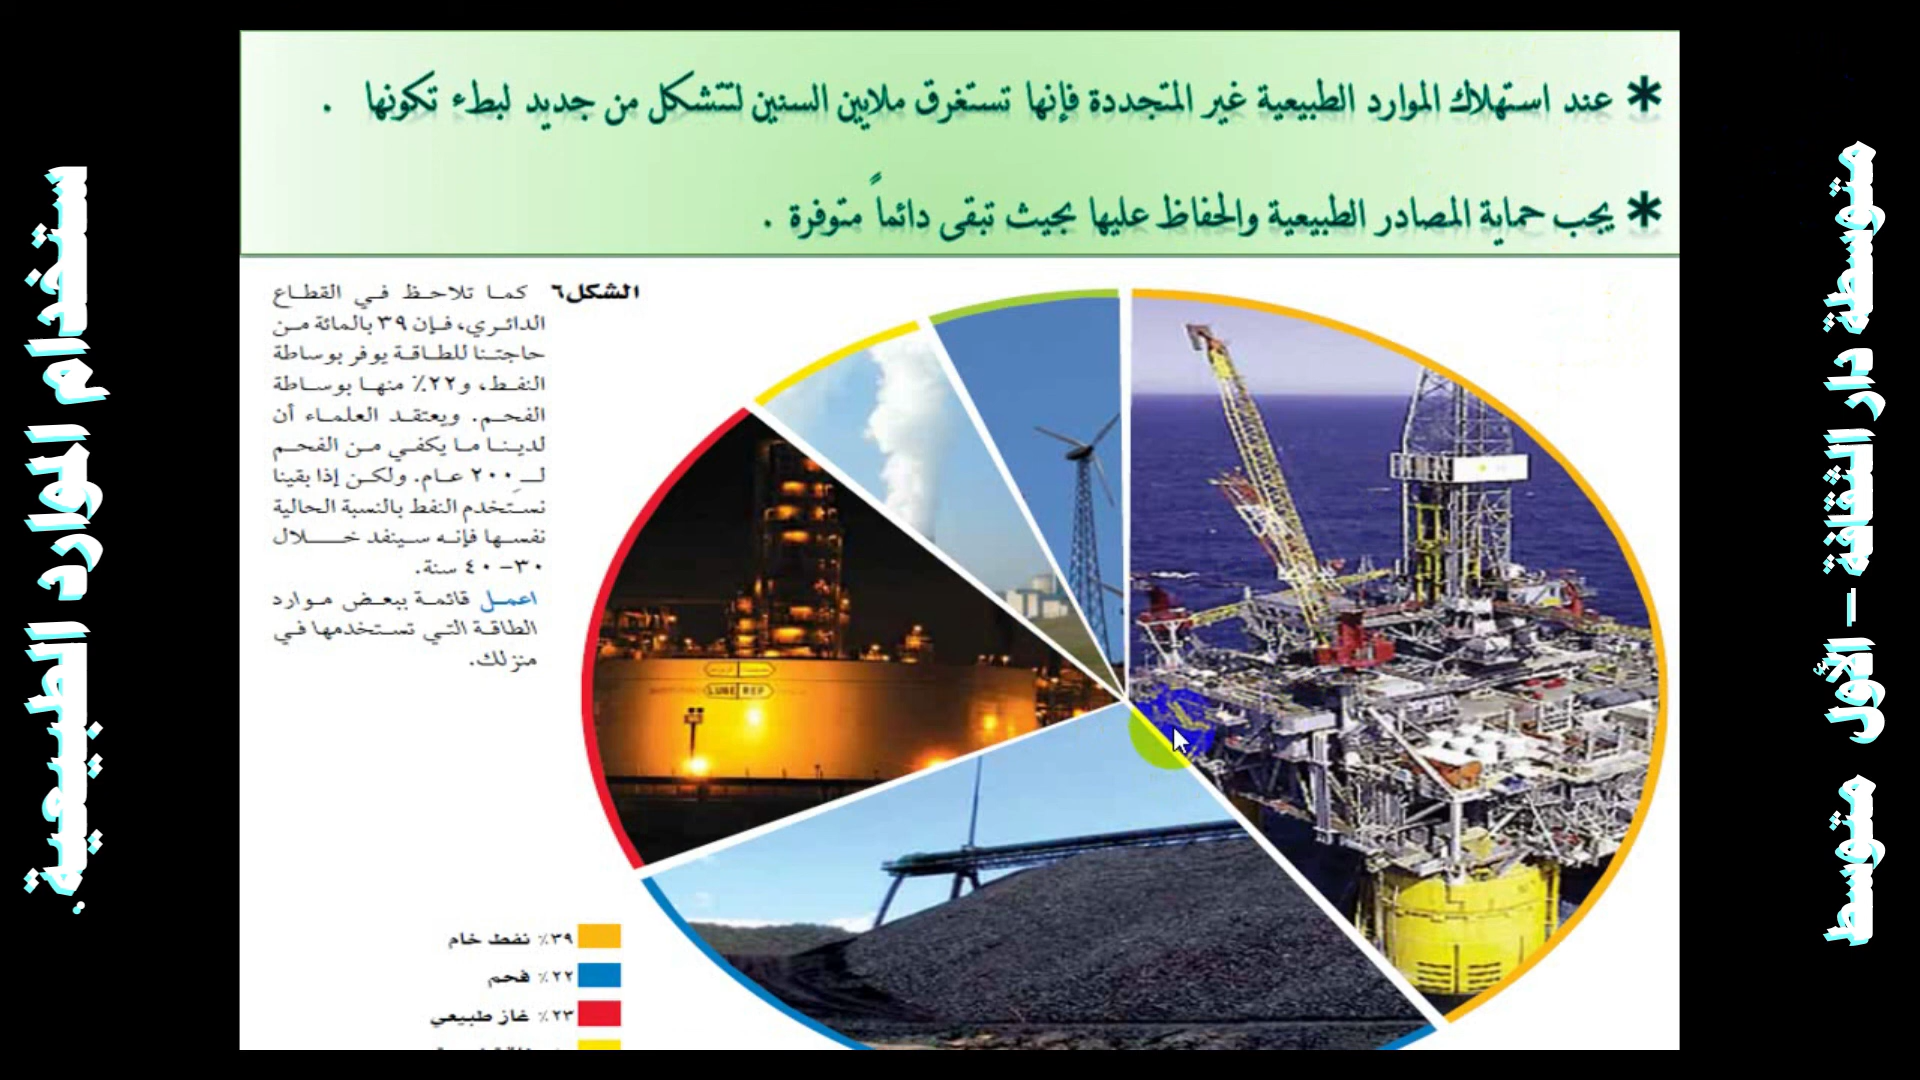 * عند استهلاك الموارد الطبيعية غير المتجددة فإنها تستغرق ملايين السنين لتتشكل من جديد لبطء تكونها .
* يجب حماية المصادر الطبيعية والحفاظ عليها بحيث تبقى دائماً متوفرة .
متوسطة دار الثقافة – الأول متوسط
ستخدام الموارد الطبيعية.
الشكل٦ كما تلاحظ في القطاع
الدائري، فإن ٣٩ بالمائة من
حاجتنا للطاقة يوفر بوساطة
النفط، و٢٢٪ منها بوساطة
الفحم. ويعتقد العلماء أن
لدينا ما يكفي من الفحم
لـ ٢٠٠ عام. ولكن إذا بقينا
نستخدم النفط بالنسبة الحالية
نفسها فإنه سينفد خلال
٣٠-٤٠ سنة.
اعمل قائمة ببعض موارد
الطاقة التي تستخدمها في
منزلك.
LUBE REF
٣٩٪ نفط خام
٢٢٪ فحم
٢٣٪ غاز طبيعي